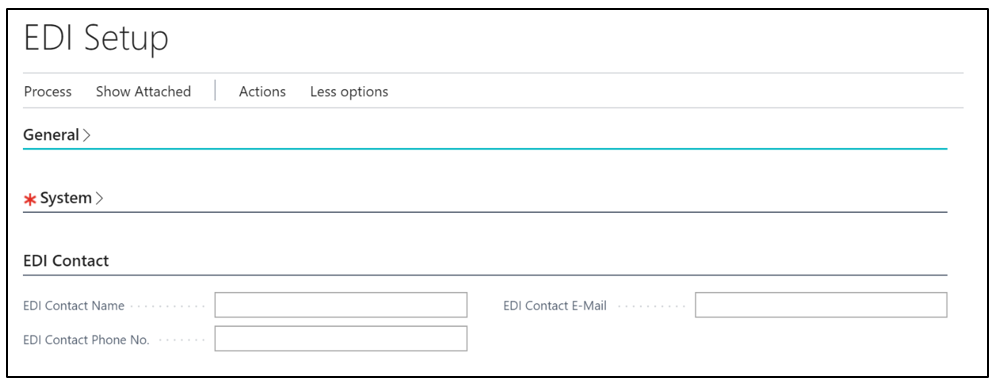 EDI Setup
Process Show Attached Actions Less options
General
System
EDI Contact
EDI Contact Name EDI Contact E-Mail
EDI Contact Phone No.